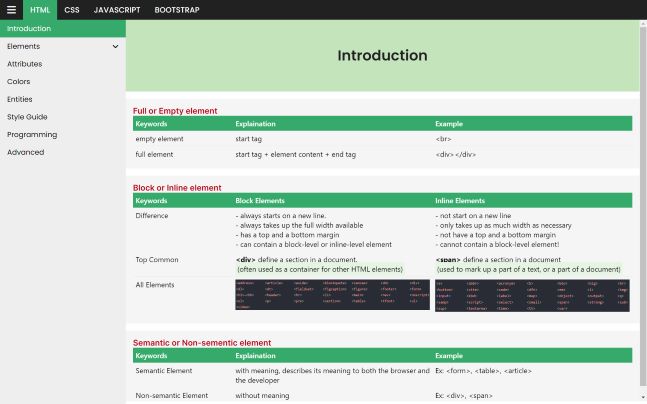 HTML CSS JAVASCRIPT BOOTSTRAP
Introduction
Elements
Attributes
Colors
Entities
Style Guide
Programming
Advanced
Introduction
Full or Empty element
Keywords Explaination Example
empty element start tag <br>
full element start tag + element content + end tag <div></div>
Block or Inline element
Keywords Block Elements Inline Elements
Difference - always starts on a new line. - not start on a new line
- always takes up the full width available - only takes up as much width as necessary
- has a top and a bottom margin - not have a top and a bottom margin
- can contain a block-level or inline-level element - cannot contain a block-level element!
Top Common <div> define a section in a document. <span> define a section in a document
(often used as a container for other HTML elements) (used to mark up a part of a text, or a part of a document)
All Elements
Semantic or Non-sementic element
Keywords Explaination Example
Semantic Element with meaning, describes its meaning to both the browser and Ex: <form>, <table>, <article>
the developer
Non-semantic Element without meaning Ex: <div>, <span>